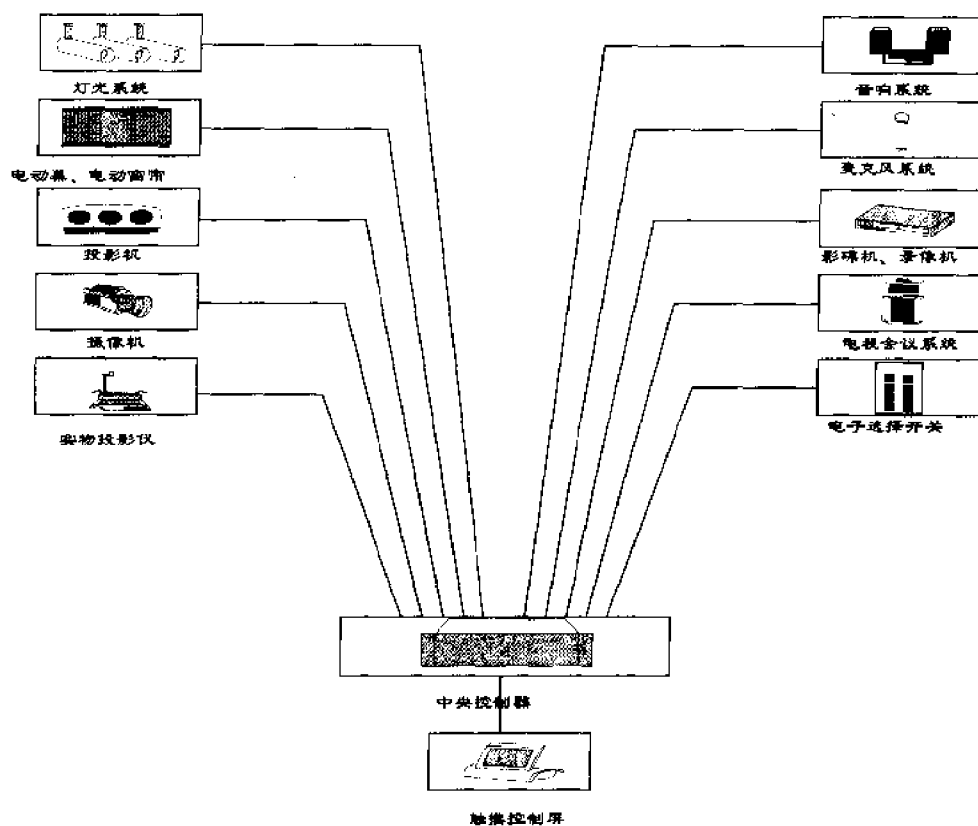 灯光系统
电动幕、电动窗帘
投影机
摄像机
实物投影仪
音响系统
麦克风系统
影碟机、录像机
电视会议系统
电子选择开关
中央控制器
触摸控制屏